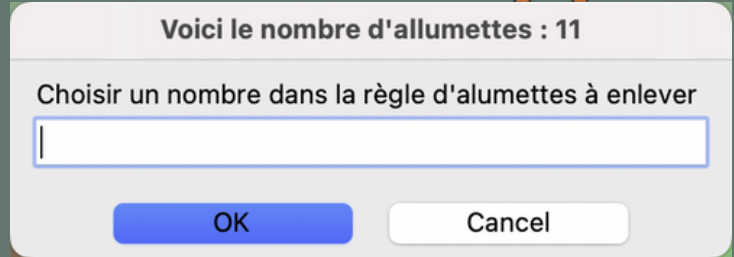 Voici le nombre d'allumettes : 11
Choisir un nombre dans la règle d'alumettes à enlever
OK
Cancel